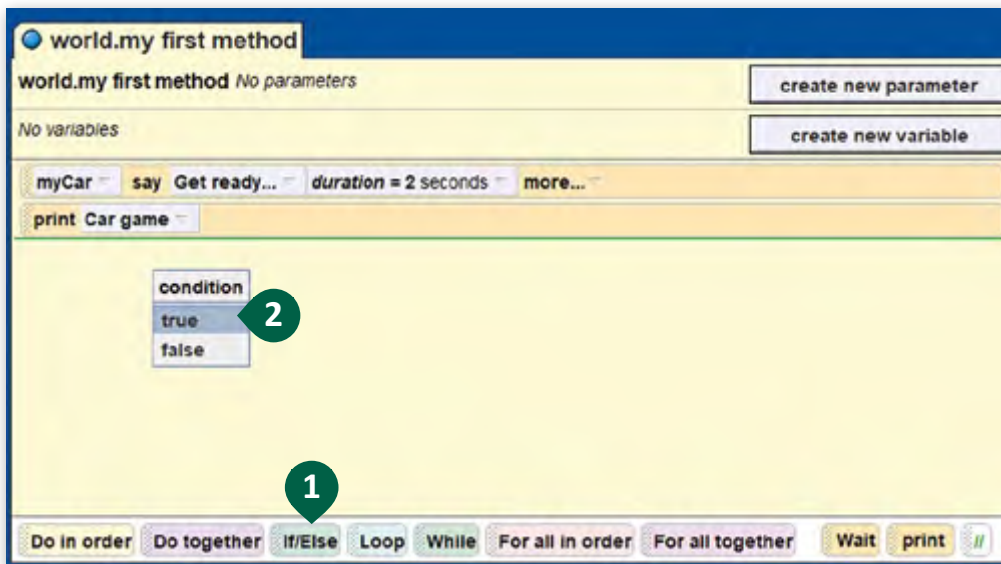 world.my first method
world.my first method No parameters
create new parameter
No variables
create new variable
myCar say Get ready... duration = 2 seconds more...
print Car game
condition
true
2
false
1
Do in order Do together If/Else Loop While For all in order For all together Wait print //